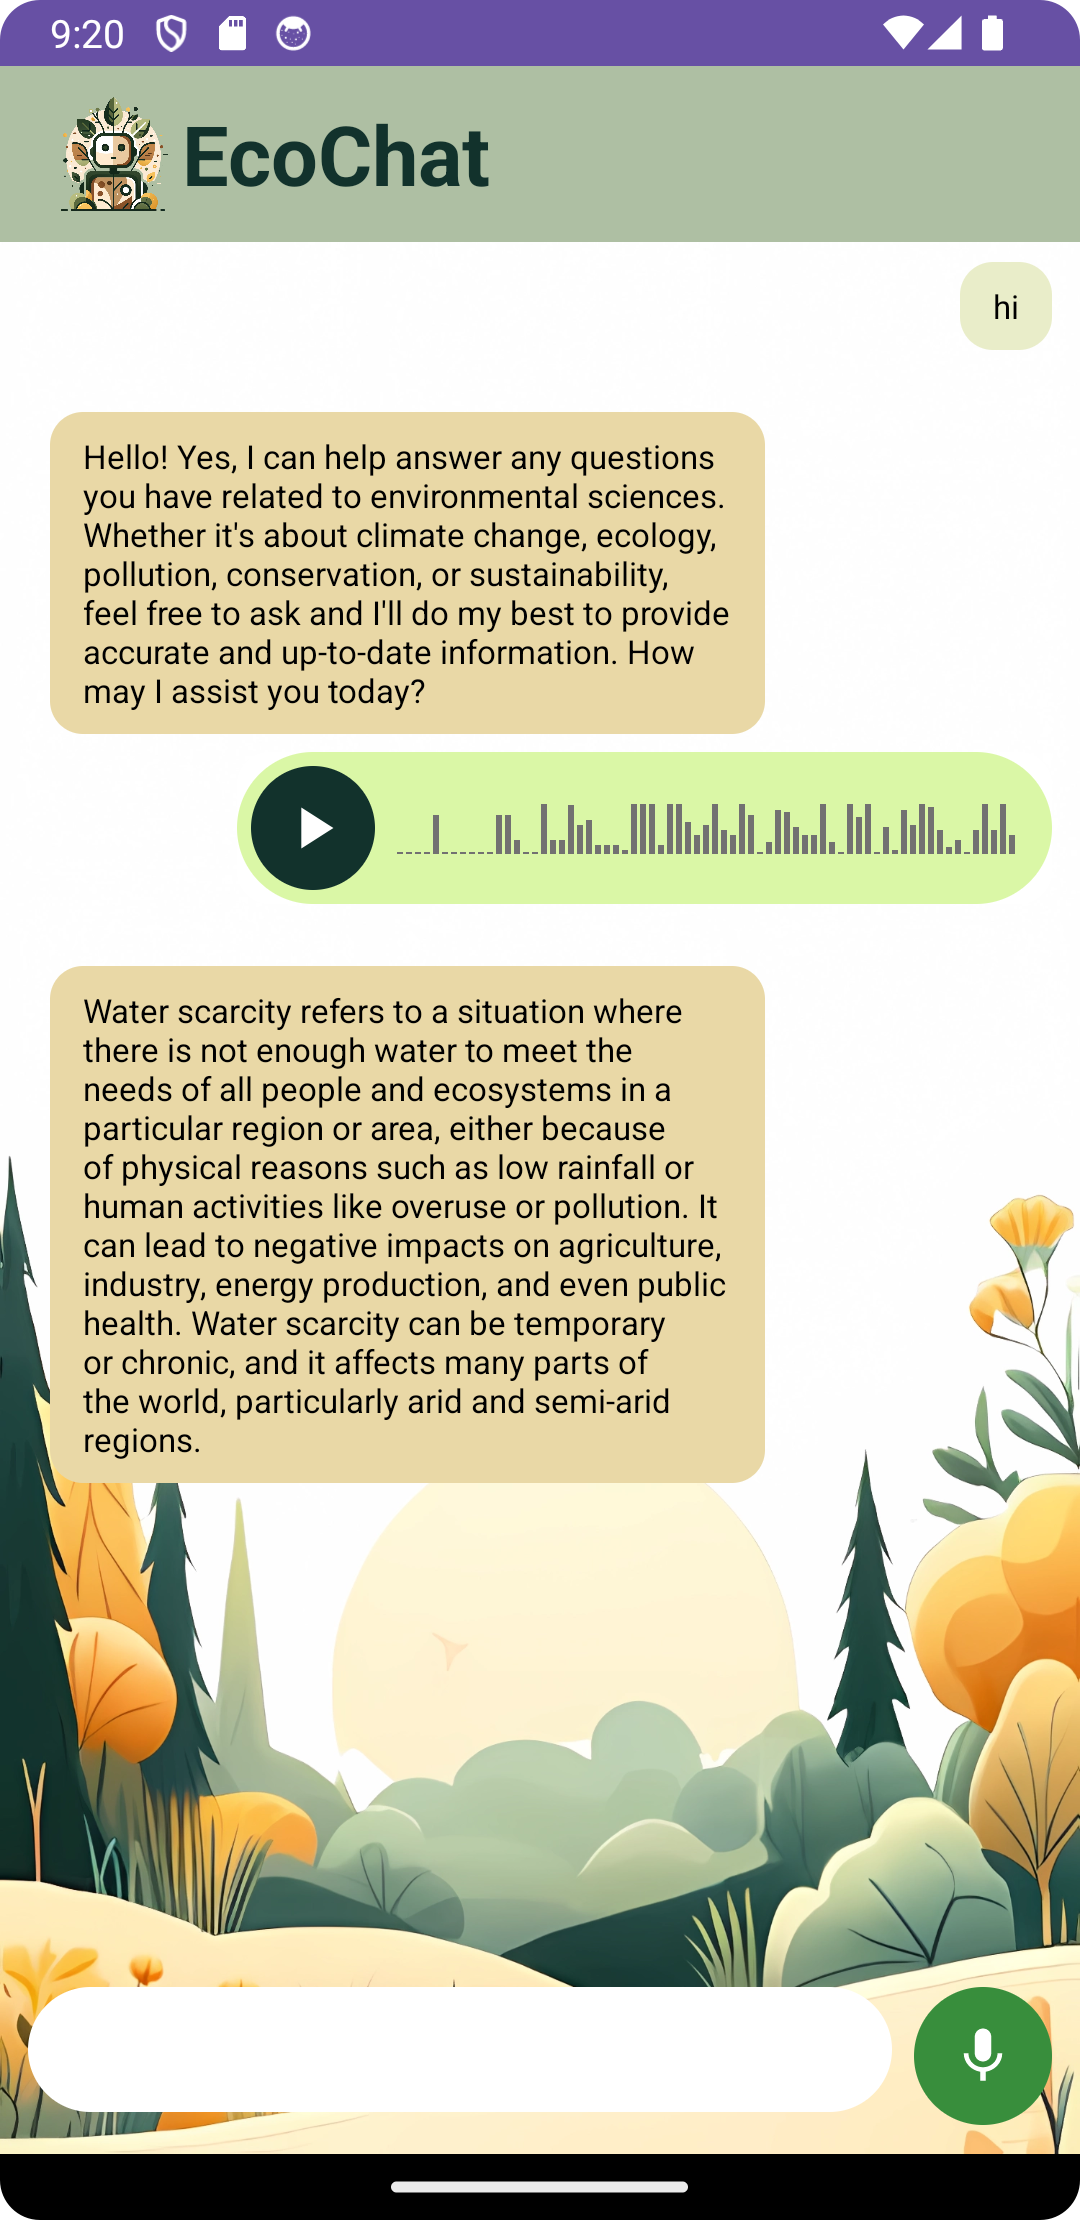 9:20
EcoChat
hi
Hello! Yes, I can help answer any questions
you have related to environmental sciences.
Whether it's about climate change, ecology,
pollution, conservation, or sustainability,
feel free to ask and I'll do my best to provide
accurate and up-to-date information. How
may I assist you today?
Water scarcity refers to a situation where
there is not enough water to meet the
needs of all people and ecosystems in a
particular region or area, either because
of physical reasons such as low rainfall or
human activities like overuse or pollution. It
can lead to negative impacts on agriculture,
industry, energy production, and even public
health. Water scarcity can be temporary
or chronic, and it affects many parts of
the world, particularly arid and semi-arid
regions.